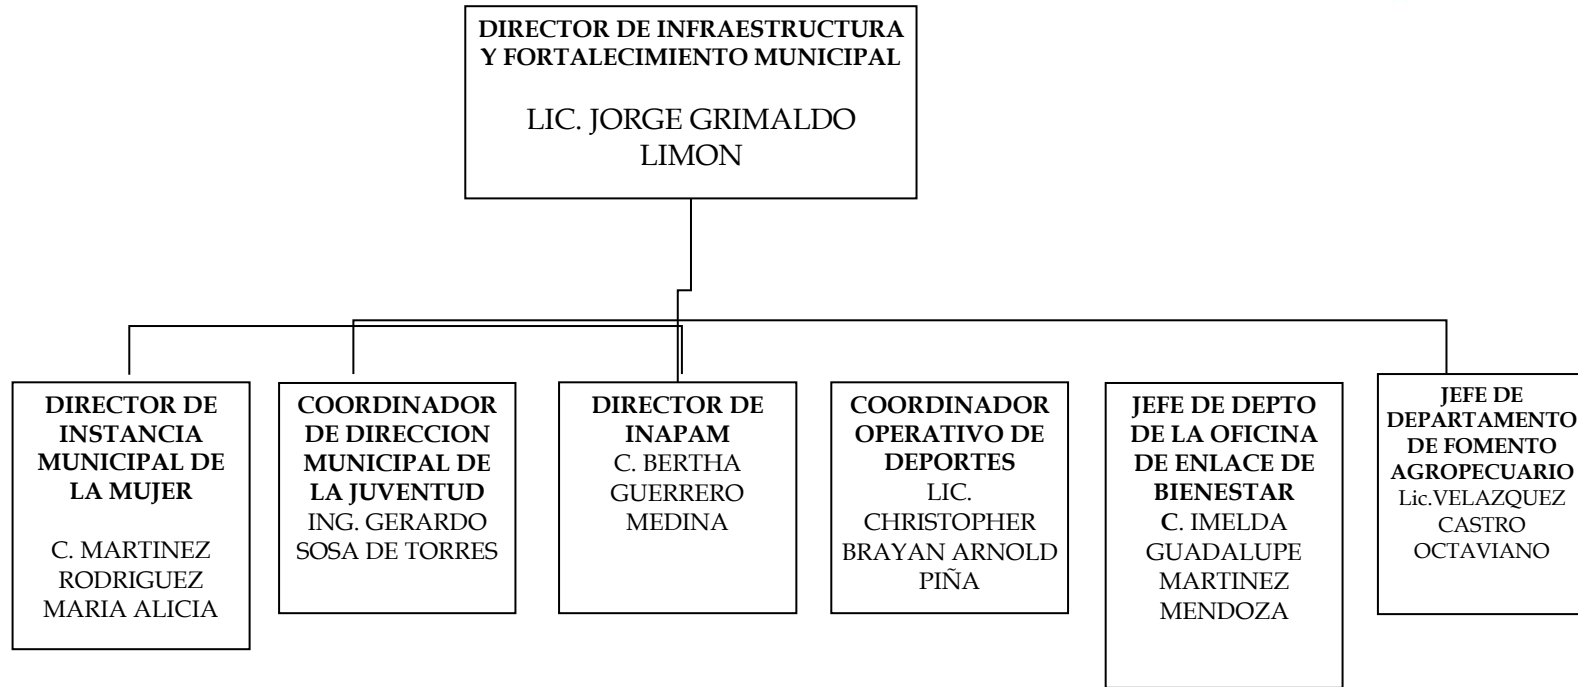 DIRECTOR DE INFRAESTRUCTURA
Y FORTALECIMIENTO MUNICIPAL
LIC. JORGE GRIMALDO
LIMON
DIRECTOR DE
INSTANCIA
MUNICIPAL DE
LA MUJER
C. MARTINEZ
RODRIGUEZ
MARIA ALICIA
COORDINADOR
DE DIRECCION
MUNICIPAL DE
LA JUVENTUD
ING. GERARDO
SOSA DE TORRES
DIRECTOR DE
INAPAM
C. BERTHA
GUERRERO
MEDINA
COORDINADOR
OPERATIVO DE
DEPORTES
LIC.
CHRISTOPHER
BRAYAN ARNOLD
PIÑA
JEFE DE DEPTO
DE LA OFICINA
DE ENLACE DE
BIENESTAR
C. IMELDA
GUADALUPE
MARTINEZ
MENDOZA
JEFE DE
DEPARTAMENTO
DE FOMENTO
AGROPECUARIO
Lic.VELAZQUEZ
CASTRO
OCTAVIANO